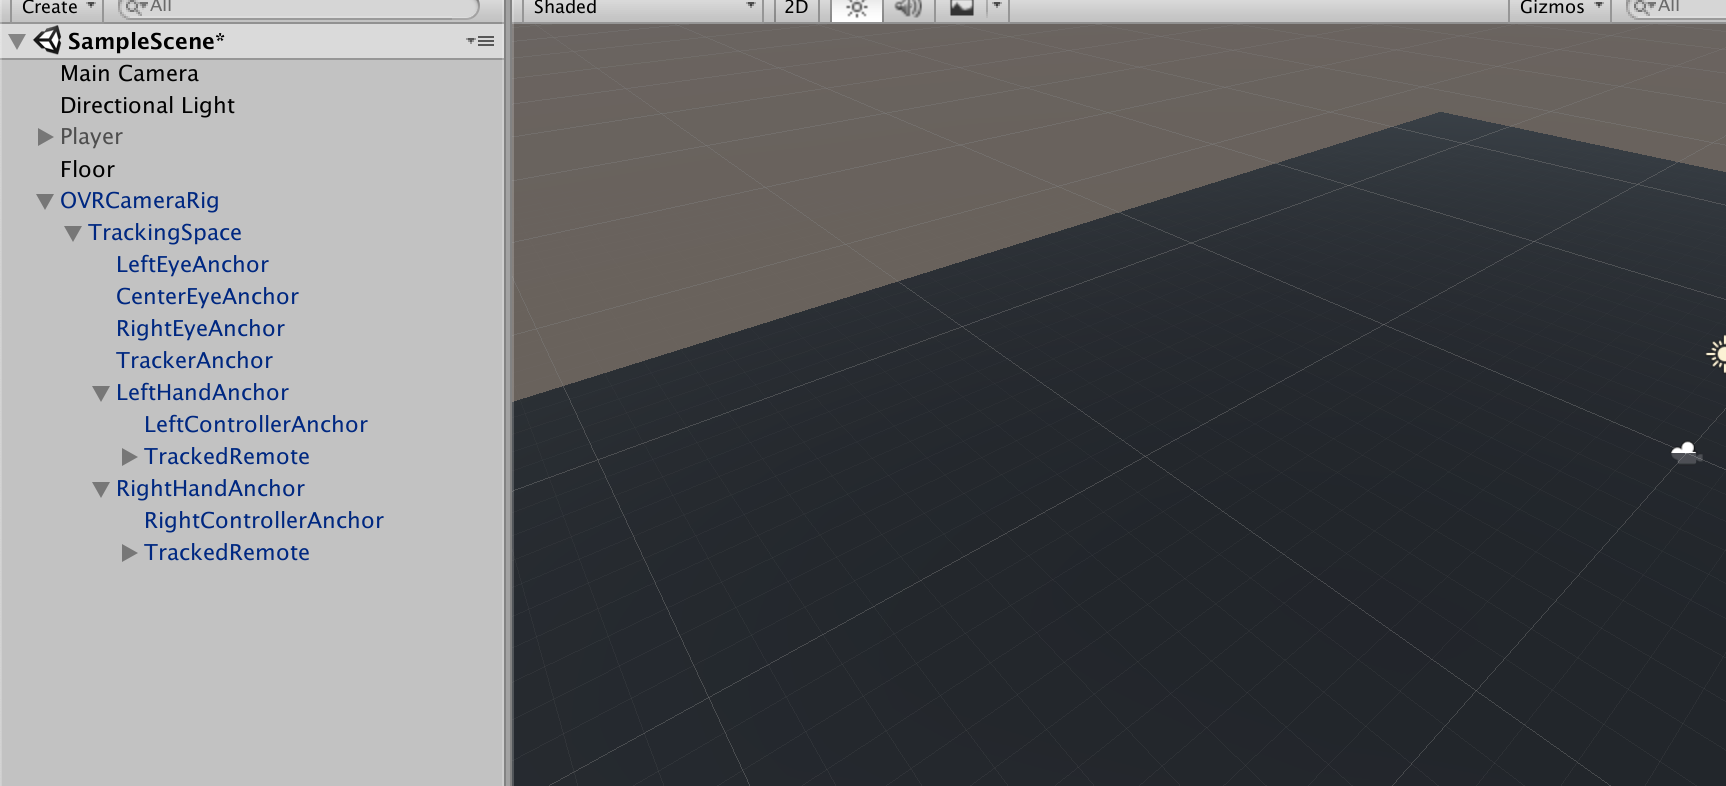 Create All Shaded 2D Gizmos All
SampleScene*
Main Camera
Directional Light
Player
Floor
OVRCameraRig
TrackingSpace
LeftEyeAnchor
CenterEyeAnchor
RightEyeAnchor
TrackerAnchor
LeftHandAnchor
LeftControllerAnchor
TrackedRemote
RightHandAnchor
RightControllerAnchor
TrackedRemote